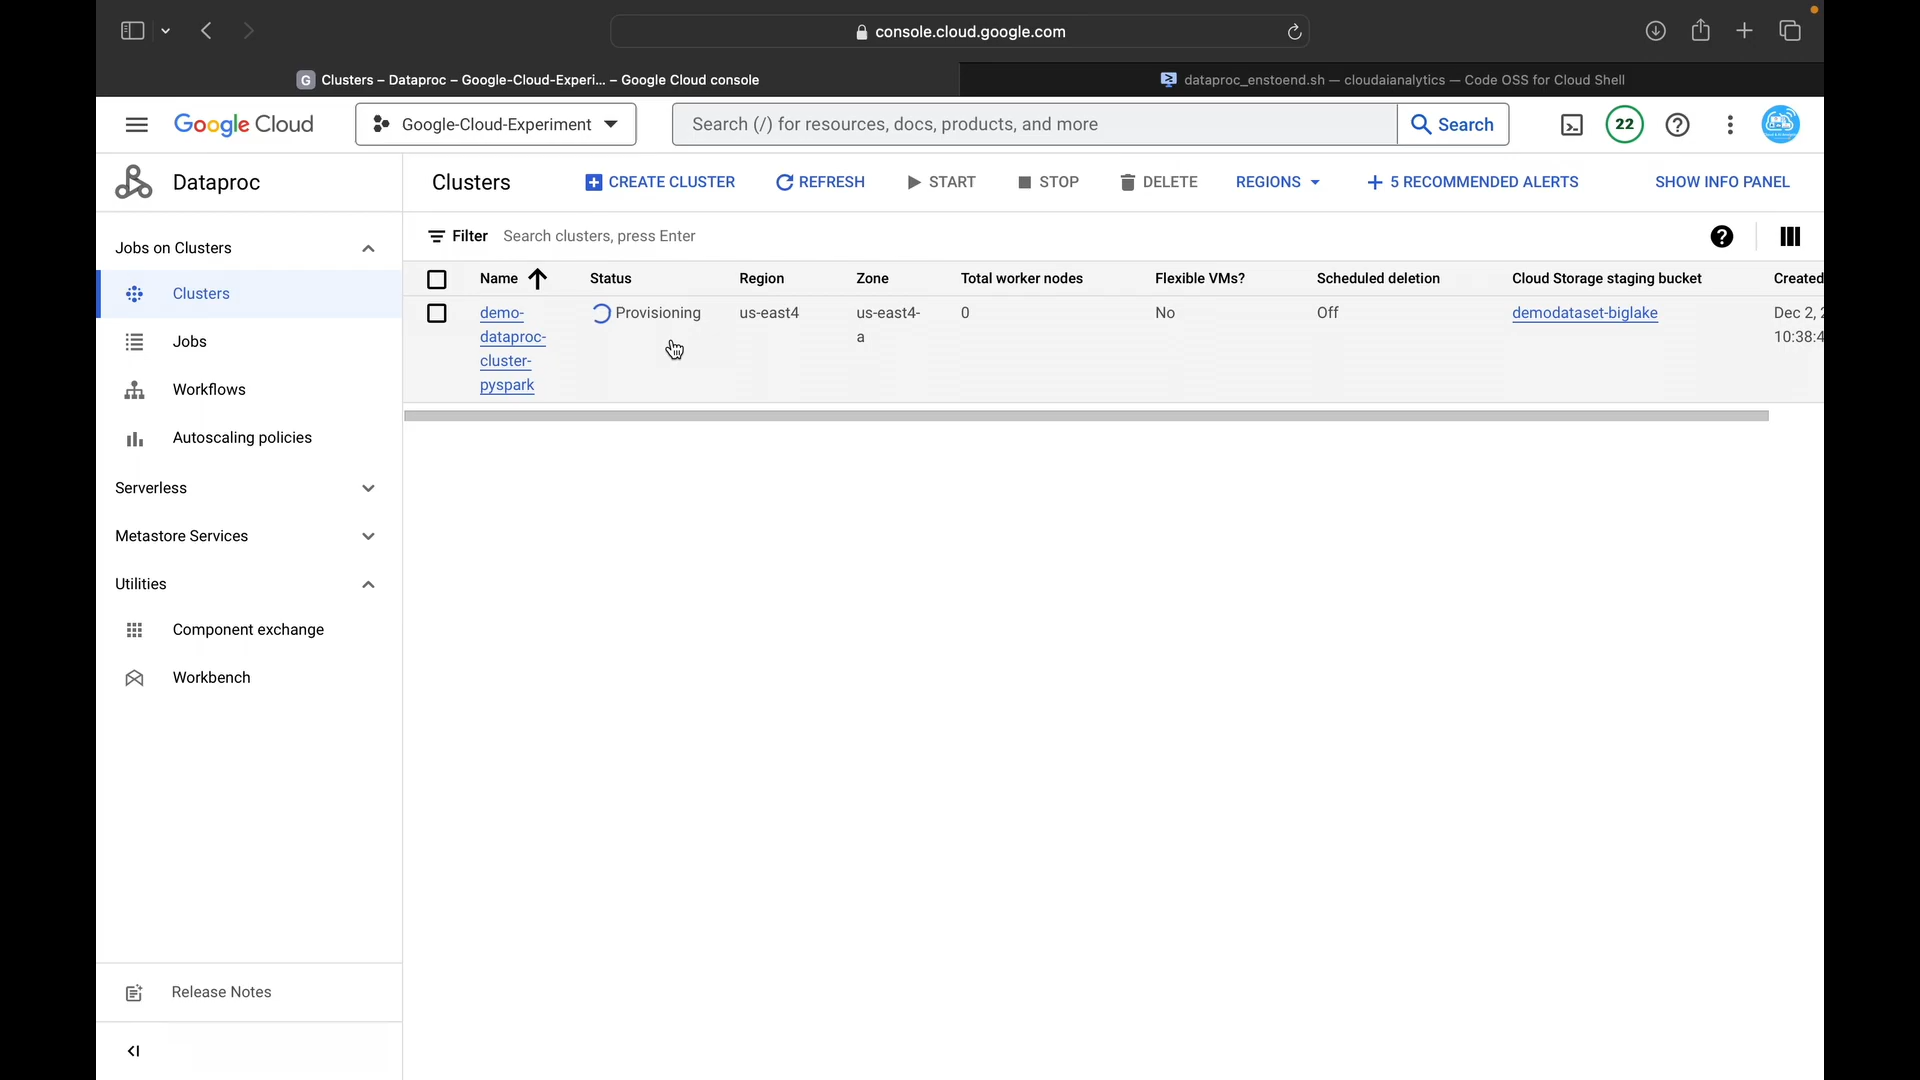 console.cloud.google.com
G Clusters – Dataproc – Google-Cloud-Experi... – Google Cloud console
dataproc_enstoend.sh — cloudaianalytics — Code OSS for Cloud Shell
Google Cloud
Google-Cloud-Experiment
Search (/) for resources, docs, products, and more
Search
22
Dataproc
Clusters
CREATE CLUSTER
REFRESH
START
STOP
DELETE
REGIONS
5 RECOMMENDED ALERTS
SHOW INFO PANEL
Jobs on Clusters
Clusters
Jobs
Workflows
Autoscaling policies
Serverless
Metastore Services
Utilities
Component exchange
Workbench
Release Notes
Filter Search clusters, press Enter
Name Status Region Zone Total worker nodes Flexible VMs? Scheduled deletion Cloud Storage staging bucket Created
demo- Provisioning us-east4 us-east4- 0 No Off demodataset-biglake Dec 2,
dataproc- a 10:38:4
cluster-
pyspark